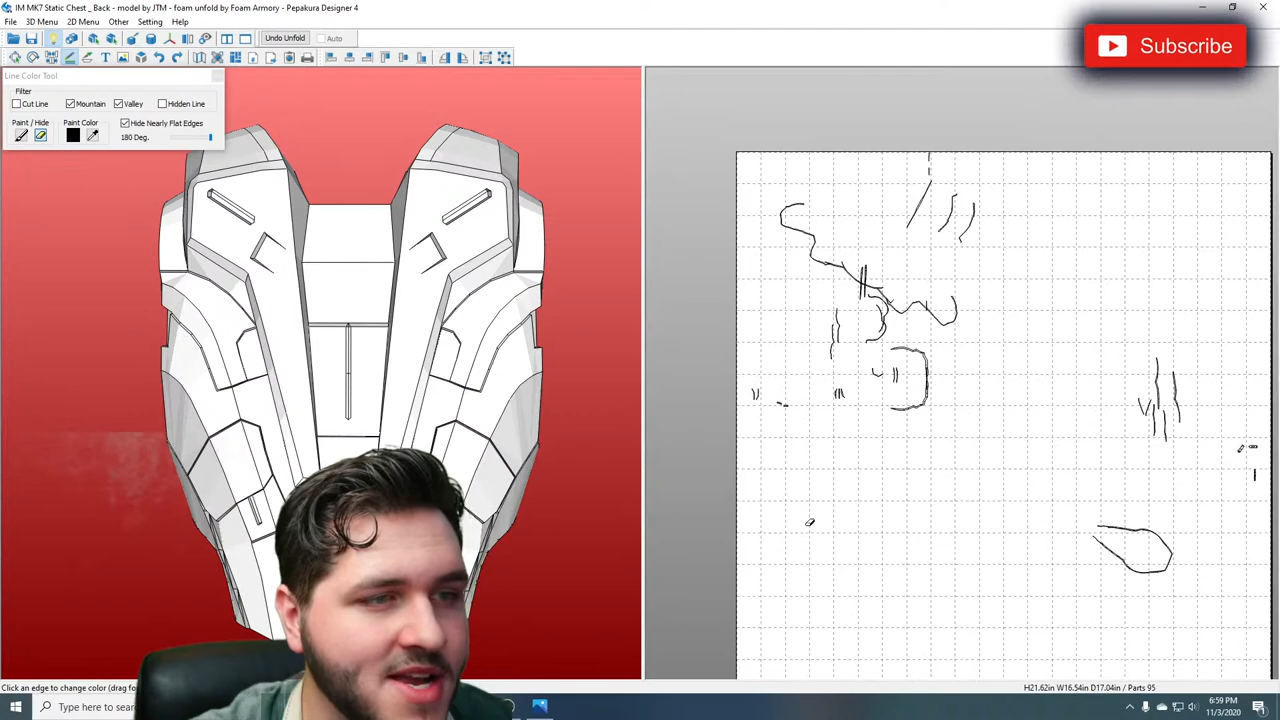 IM MK7 Static Chest _ Back - model by JTM - foam unfold by Foam Armory - Pepakura Designer 4
File 3D Menu 2D Menu Other Setting Help
Undo Unfold Auto
Subscribe
Line Color Tool
Filter
Cut Line Mountain Valley Hidden Line
Paint / Hide Paint Color Hide Nearly Flat Edges
180 Deg.
Click an edge to change color (drag fo
H21.62in W16.54in D17.04in / Parts 95
Type here to search
6:59 PM
11/3/2020